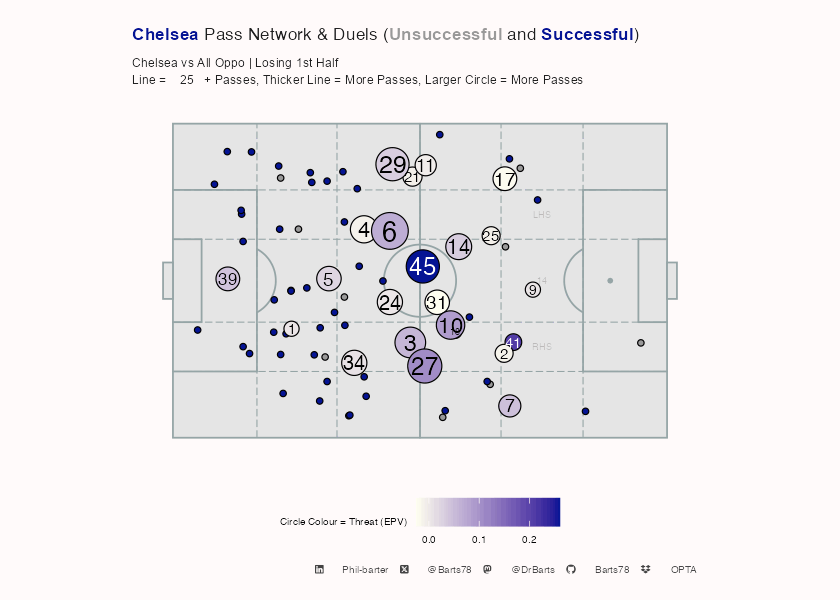 Chelsea Pass Network & Duels (Unsuccessful and Successful)
Chelsea vs All Oppo | Losing 1st Half
Line = 25 + Passes, Thicker Line = More Passes, Larger Circle = More Passes
29
21
11
17
LHS
4
6
25
14
45
39
5
14
9
24
31
1
10
3
41
2
RHS
34
27
7
Circle Colour = Threat (EPV)
0.0 0.1 0.2
Phil-barter @Barts78 @DrBarts Barts78 OPTA